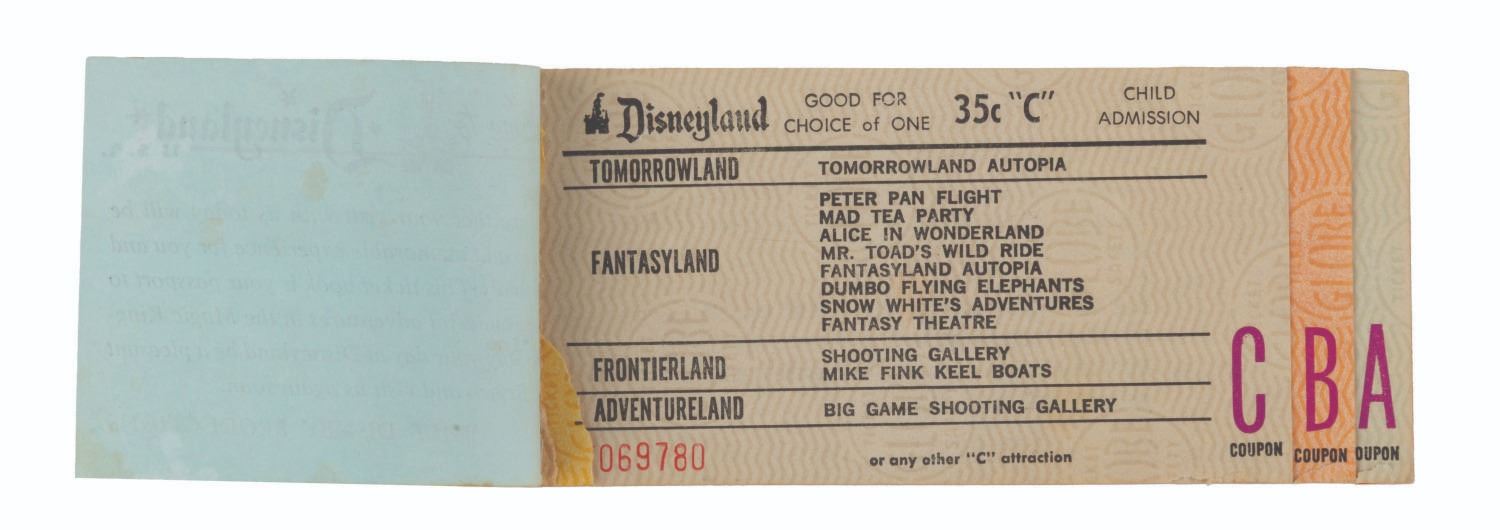 Disneyland GOOD FOR CHOICE of ONE 35c "C" CHILD ADMISSION
TOMORROWLAND TOMORROWLAND AUTOPIA
FANTASYLAND
PETER PAN FLIGHT
MAD TEA PARTY
ALICE IN WONDERLAND
MR. TOAD'S WILD RIDE
FANTASYLAND AUTOPIA
DUMBO FLYING ELEPHANTS
SNOW WHITE'S ADVENTURES
FANTASY THEATRE
FRONTIERLAND
SHOOTING GALLERY
MIKE FINK KEEL BOATS
ADVENTURELAND BIG GAME SHOOTING GALLERY
069780 or any other "C" attraction
C B A
COUPON COUPON OUPON